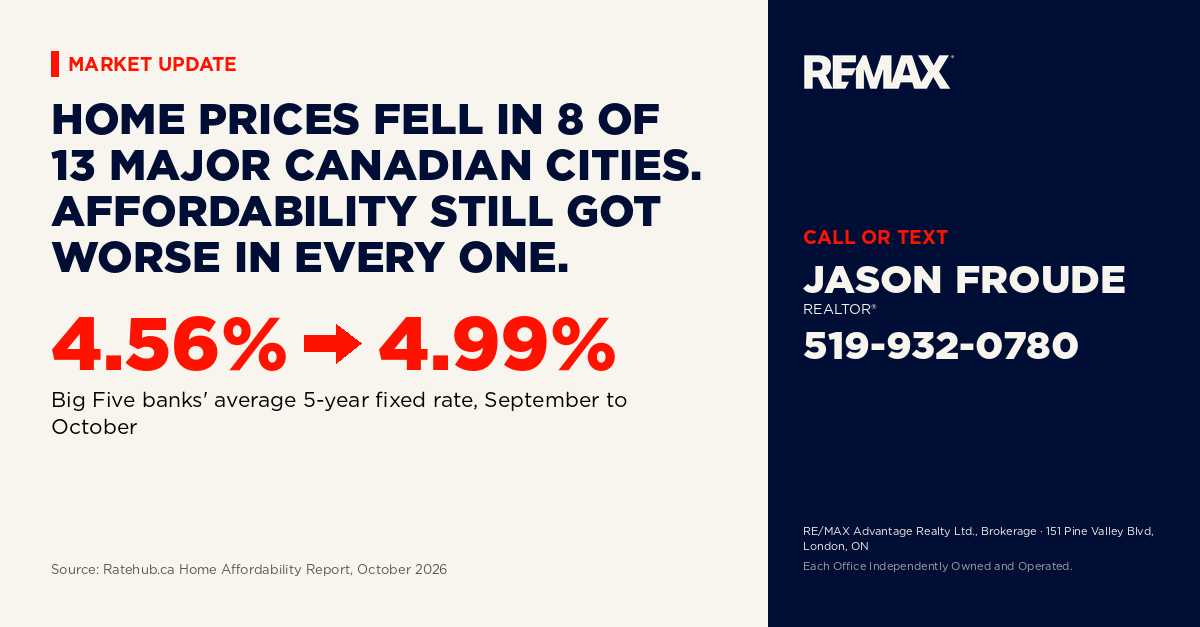 MARKET UPDATE
HOME PRICES FELL IN 8 OF
13 MAJOR CANADIAN CITIES.
AFFORDABILITY STILL GOT
WORSE IN EVERY ONE.
4.56% ➡ 4.99%
Big Five banks' average 5-year fixed rate, September to
October
Source: Ratehub.ca Home Affordability Report, October 2026
REMAX
CALL OR TEXT
JASON FROUDE
REALTOR®
519-932-0780
RE/MAX Advantage Realty Ltd., Brokerage · 151 Pine Valley Blvd,
London, ON
Each Office Independently Owned and Operated.